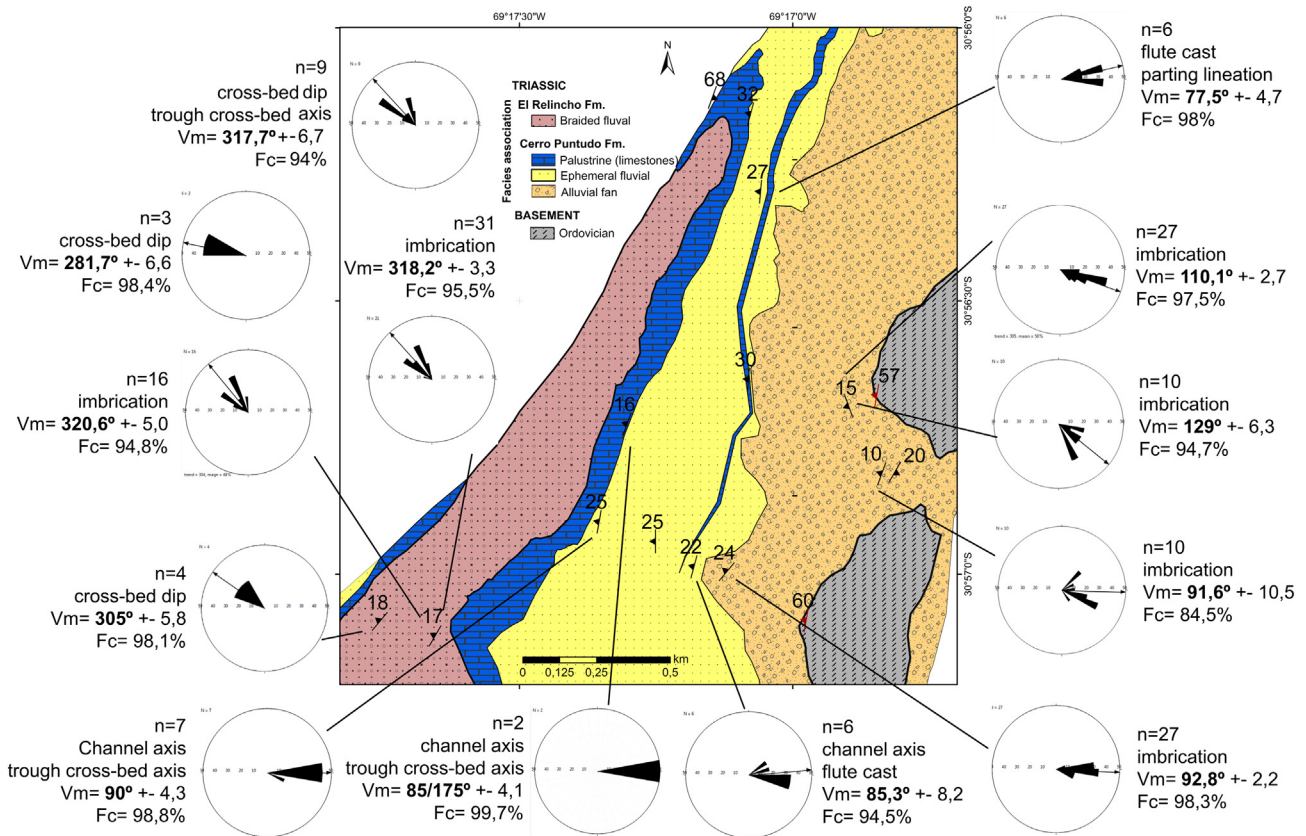 69°17'30"W
69°17'0"W
30°56'0"S
30°56'30"S
30°57'0"S
N
n=9
cross-bed dip
trough cross-bed axis
Vm= 317,7º +-6,7
Fc= 94%
N = 9
n=3
cross-bed dip
Vm= 281,7º +- 6,6
Fc= 98,4%
n=31
imbrication
Vm= 318,2º +- 3,3
Fc= 95,5%
n=16
imbrication
Vm= 320,6º +- 5,0
Fc= 94,8%
n=4
cross-bed dip
Vm= 305º +- 5,8
Fc= 98,1%
N = 4
n=7
Channel axis
trough cross-bed axis
Vm= 90º +- 4,3
Fc= 98,8%
N = 7
n=2
channel axis
trough cross-bed axis
Vm= 85/175º +- 4,1
Fc= 99,7%
N = 2
n=6
channel axis
flute cast
Vm= 85,3º +- 8,2
Fc= 94,5%
N = 6
n=6
flute cast
parting lineation
Vm= 77,5º +- 4,7
Fc= 98%
N = 6
n=27
imbrication
Vm= 110,1º +- 2,7
Fc= 97,5%
N = 27
n=10
imbrication
Vm= 129º +- 6,3
Fc= 94,7%
N = 10
n=10
imbrication
Vm= 91,6º +- 10,5
Fc= 84,5%
N = 10
n=27
imbrication
Vm= 92,8º +- 2,2
Fc= 98,3%
TRIASSIC
El Relincho Fm.
Braided fluval
Cerro Puntudo Fm.
Palustrine (limestones)
Ephemeral fluvial
Alluvial fan
BASEMENT
Ordovician
Facies association
68
32
27
30
16
15
57
10
20
25
25
22
24
60
18
17
km
0
0,125
0,25
0,5